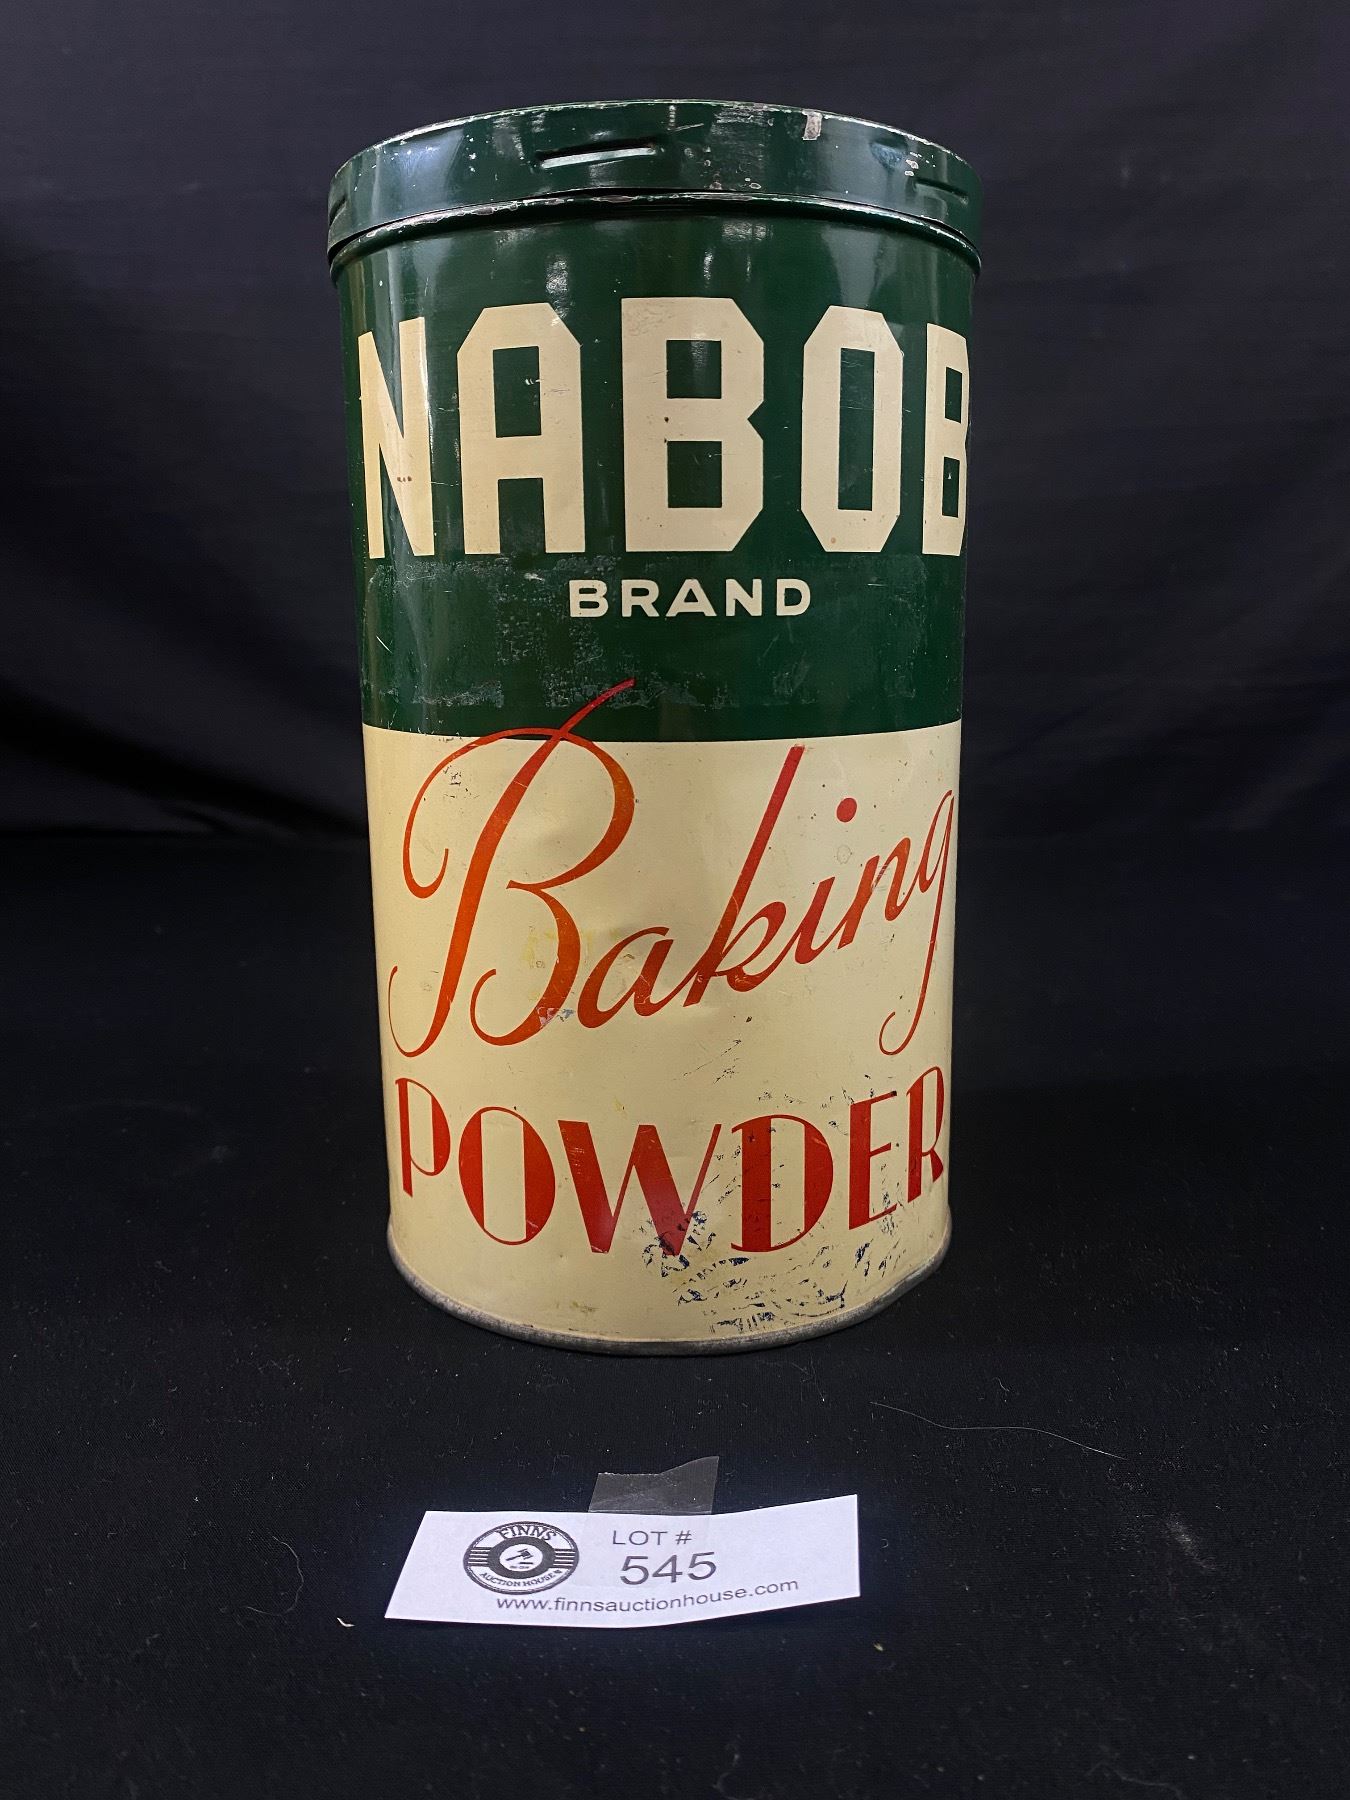 NABOB
BRAND
Baking
POWDER
FINNS
AUCTION HOUSE
LOT #
545
www.finnsauctionhouse.com